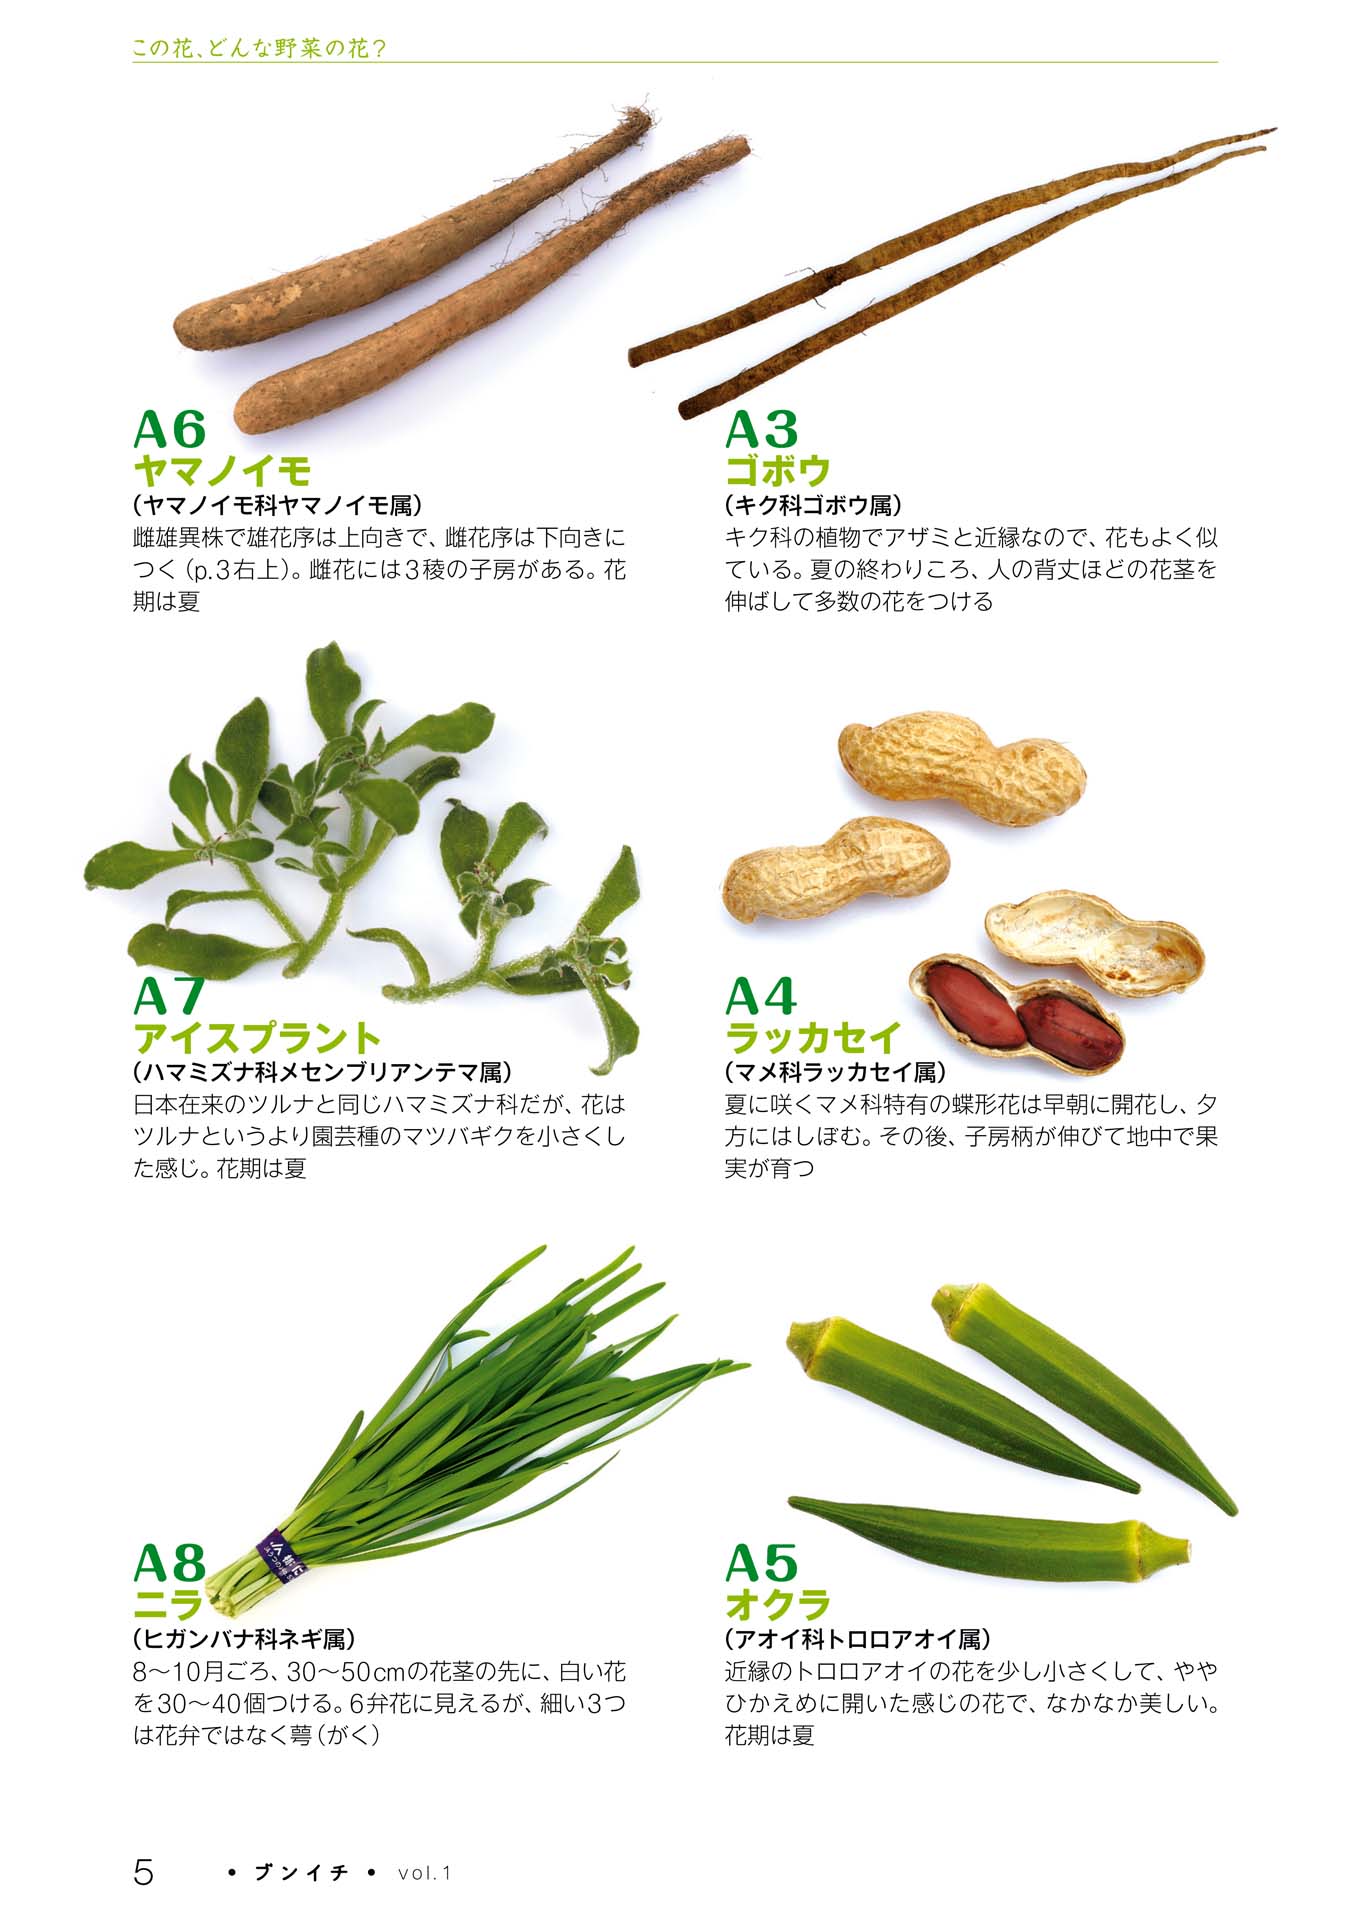 この花、どんな野菜の花?
A6
ヤマノイモ
(ヤマノイモ科ヤマノイモ属)
雌雄異株で雄花序は上向きで、雌花序は下向きに
つく(p.3右上)。雌花には3稜の子房がある。花
期は夏
A3
ゴボウ
(キク科ゴボウ属)
キク科の植物でアザミと近縁なので、花もよく似
ている。夏の終わりころ、人の背丈ほどの花茎を
伸ばして多数の花をつける
A7
アイスプラント
(ハマミズナ科メセンブリアンテマ属)
日本在来のツルナと同じハマミズナ科だが、花は
ツルナというより園芸種のマツバギクを小さくし
た感じ。花期は夏
A4
ラッカセイ
(マメ科ラッカセイ属)
夏に咲くマメ科特有の蝶形花は早朝に開花し、夕
方にはしぼむ。その後、子房柄が伸びて地中で果
実が育つ
A8
ニラ
(ヒガンバナ科ネギ属)
8〜10月ごろ、30〜50cmの花茎の先に、白い花
を30〜40個つける。6弁花に見えるが、細い3つ
は花弁ではなく萼(がく)
A5
オクラ
(アオイ科トロロアオイ属)
近縁のトロロアオイの花を少し小さくして、やや
ひかえめに開いた感じの花で、なかなか美しい。
花期は夏
5 • ブンイチ • vol.1